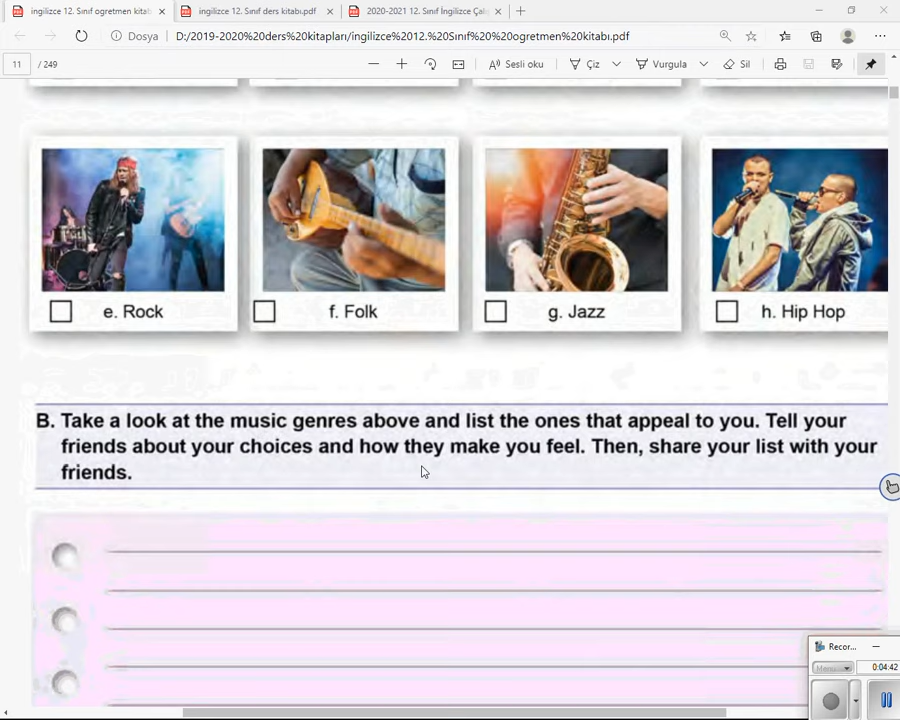 ingilizce 12. Sınıf ogretmen kitab
ingilizce 12. Sınıf ders kitabı.pdf
2020-2021 12. Sınıf İngilizce Çalış
Dosya
D:/2019-2020%20ders%20kitapları/ingilizce%2012.%20Sınıf%20%20ogretmen%20kitabı.pdf
11 / 249
Sesli oku
Çiz
Vurgula
Sil
e. Rock
f. Folk
g. Jazz
h. Hip Hop
B. Take a look at the music genres above and list the ones that appeal to you. Tell your
friends about your choices and how they make you feel. Then, share your list with your
friends.
Recor...
Menu
0:04:42